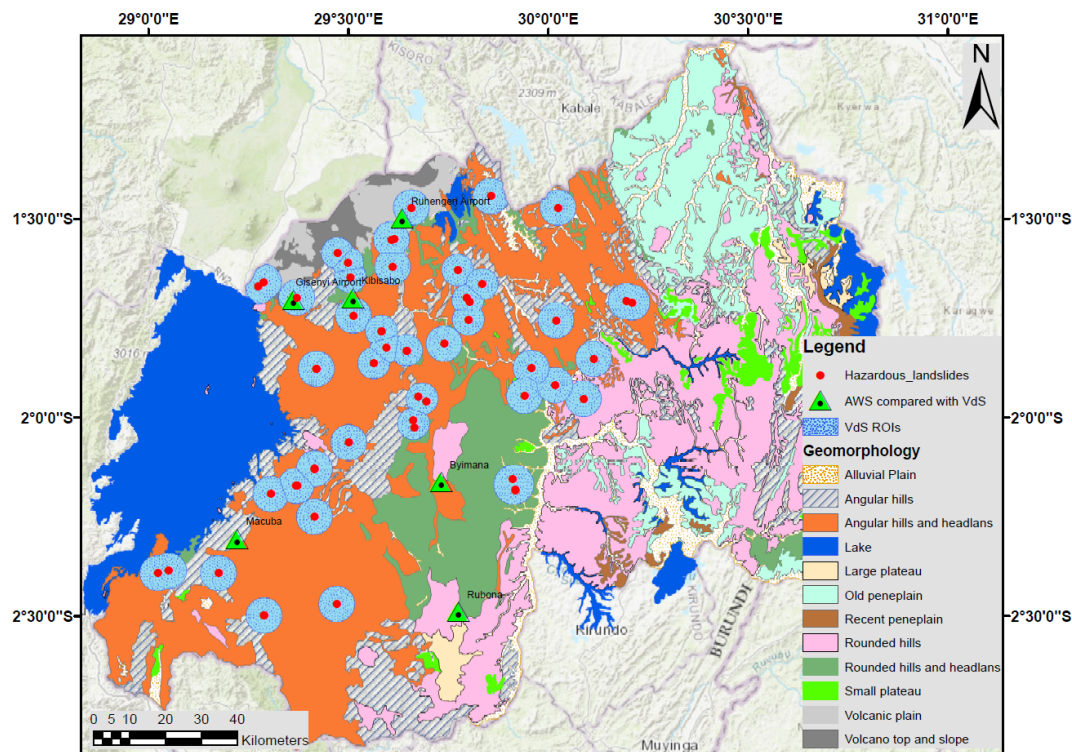 29°0'0"E 29°30'0"E 30°0'0"E 30°30'0"E 31°0'0"E
N
KISORO
2309 m
Kabale
KABALE
Kyerwa
1°30'0"S 1°30'0"S
Ruhengeri Airport
Gisenyi Airport
Kibisabo
Karagwe
3016 m
Legend
Hazardous_landslides
AWS compared with VdS
VdS ROIs
Geomorphology
Alluvial Plain
Angular hills
Angular hills and headlans
Lake
Large plateau
Old peneplain
Recent peneplain
Rounded hills
Rounded hills and headlans
Small plateau
Volcanic plain
Volcano top and slope
2°0'0"S 2°0'0"S
Byimana
Macuba
Rubona
2°30'0"S 2°30'0"S
Kirundo
KIRUNDO
BURUNDI
Muyinga
0 5 10 20 30 40
Kilometers